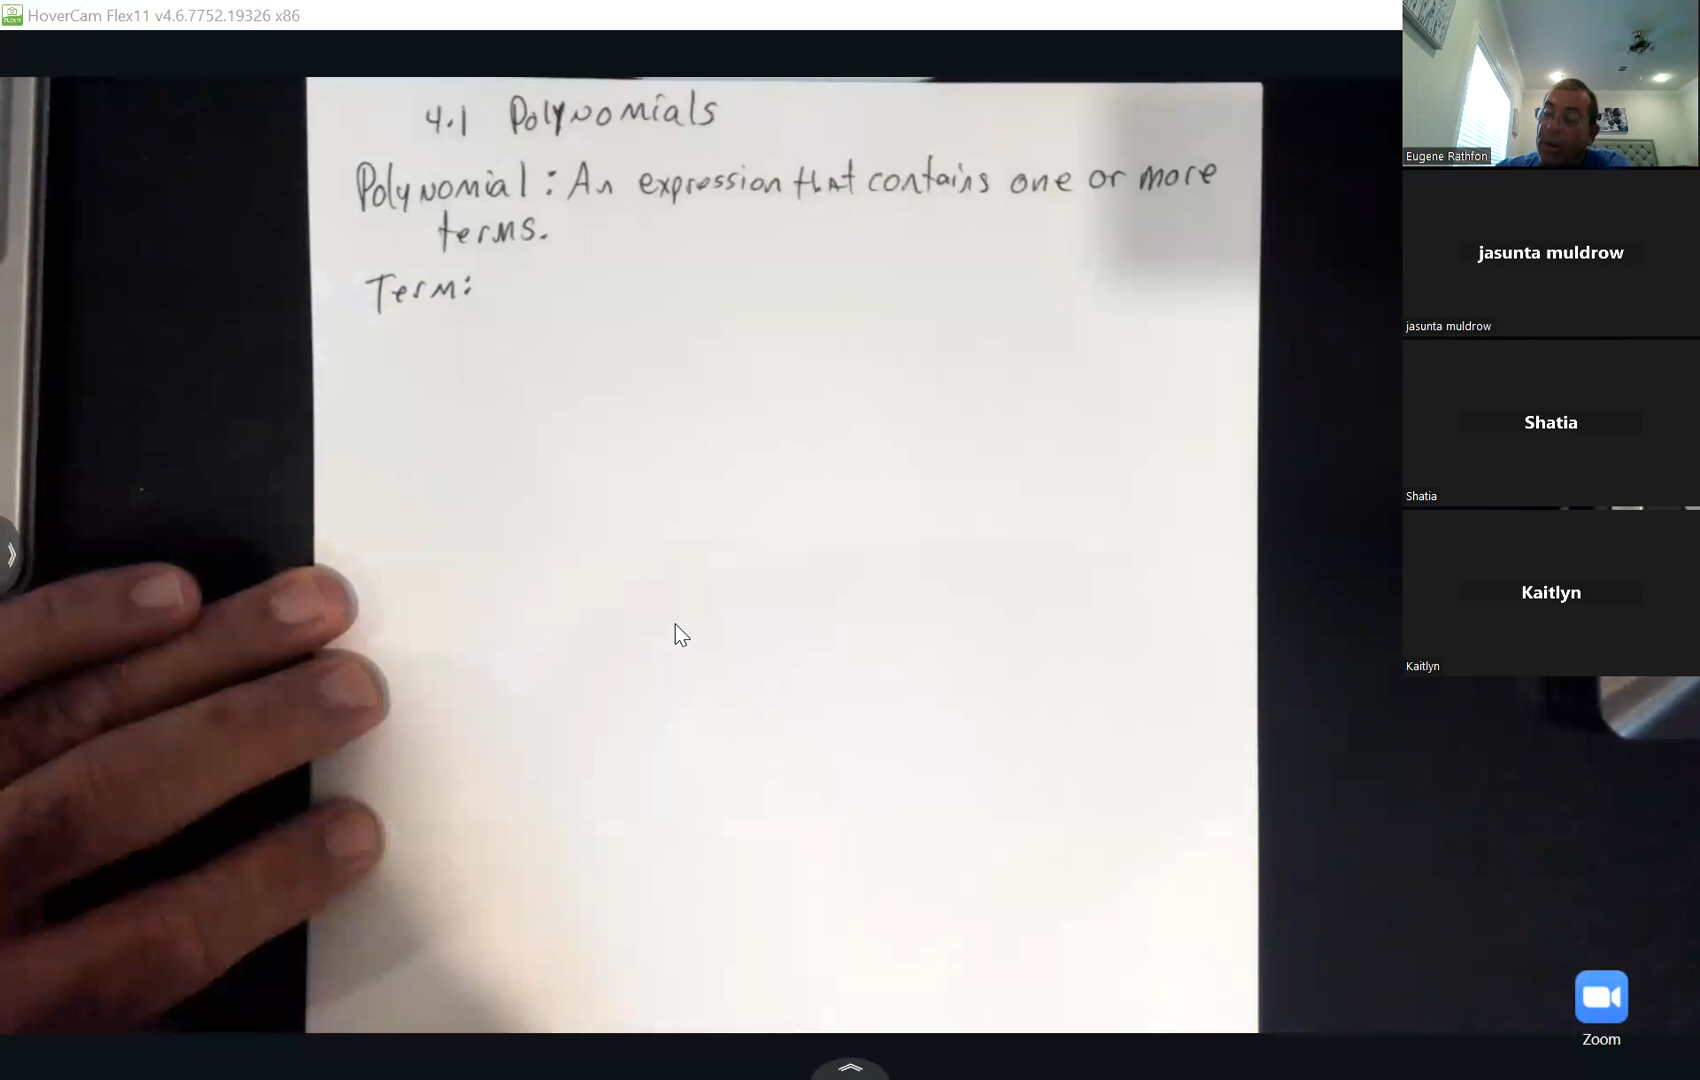 HoverCam Flex11 v4.6.7752.19326 x86
4.1 Polynomials
Polynomial: An expression that contains one or more
terms.
Term:
Eugene Rathfon
jasunta muldrow
jasunta muldrow
Shatia
Shatia
Kaitlyn
Kaitlyn
Zoom